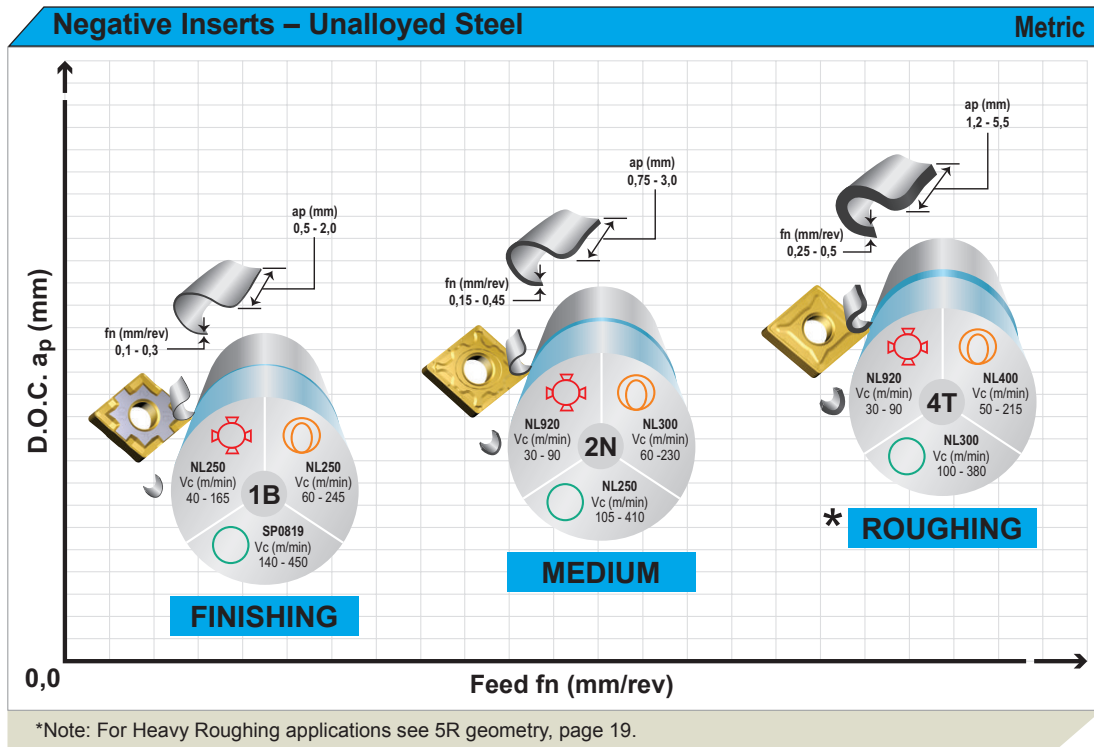 Negative Inserts – Unalloyed Steel
Metric
D.O.C. ap (mm)
ap (mm)
0,5 - 2,0
fn (mm/rev)
0,1 - 0,3
NL250
Vc (m/min)
40 - 165
NL250
Vc (m/min)
60 - 245
1B
SP0819
Vc (m/min)
140 - 450
FINISHING
ap (mm)
0,75 - 3,0
fn (mm/rev)
0,15 - 0,45
NL920
Vc (m/min)
30 - 90
NL300
Vc (m/min)
60 -230
2N
NL250
Vc (m/min)
105 - 410
MEDIUM
ap (mm)
1,2 - 5,5
fn (mm/rev)
0,25 - 0,5
NL920
Vc (m/min)
30 - 90
NL400
Vc (m/min)
50 - 215
4T
NL300
Vc (m/min)
100 - 380
* ROUGHING
0,0
Feed fn (mm/rev)
*Note: For Heavy Roughing applications see 5R geometry, page 19.